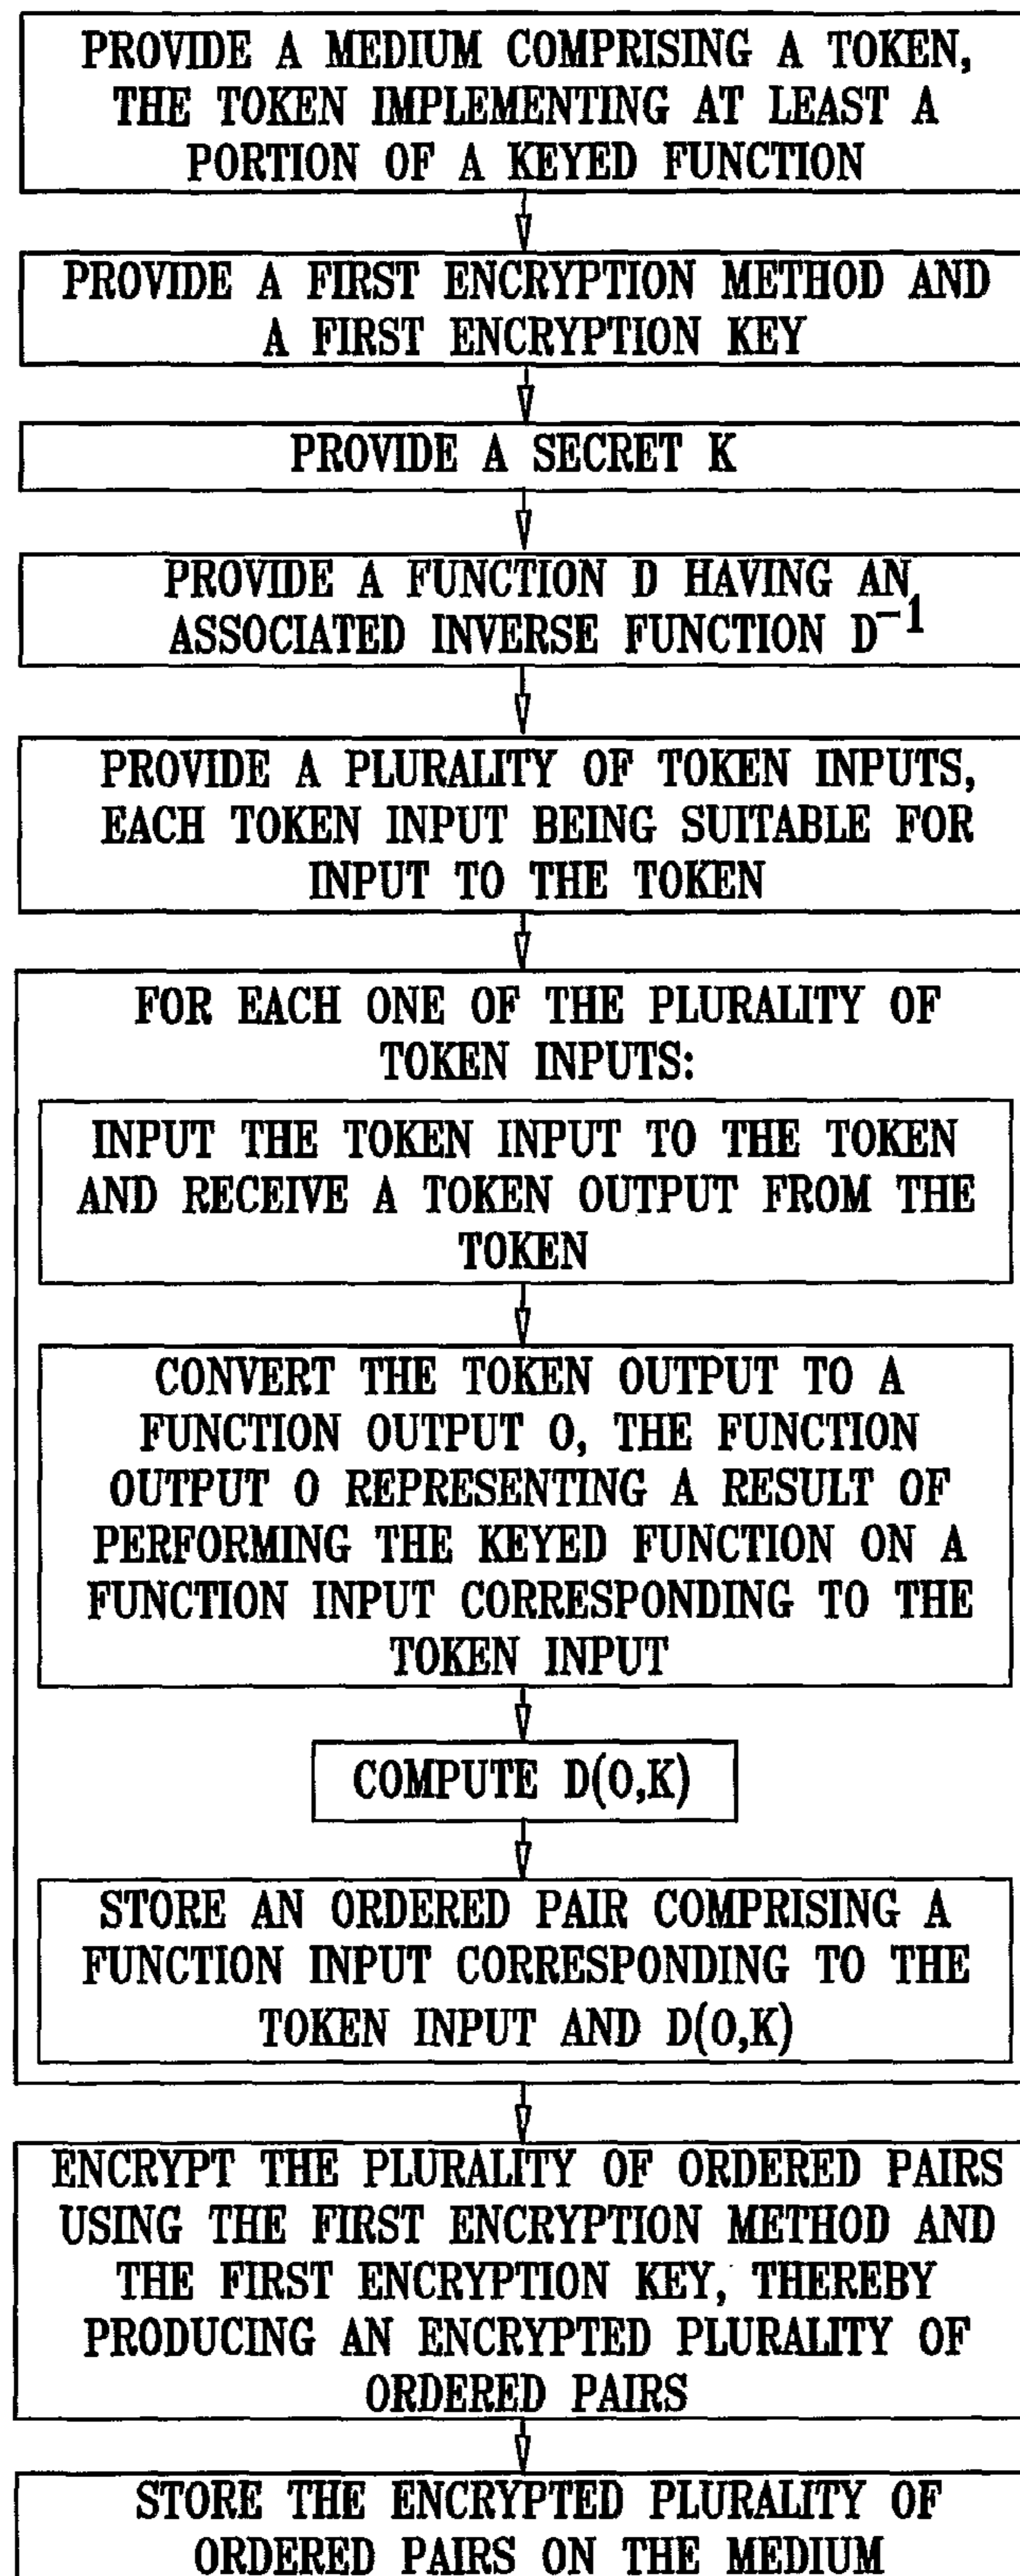 PROVIDE A MEDIUM COMPRISING A TOKEN,
THE TOKEN IMPLEMENTING AT LEAST A
PORTION OF A KEYED FUNCTION
PROVIDE A FIRST ENCRYPTION METHOD AND
A FIRST ENCRYPTION KEY
PROVIDE A SECRET K
PROVIDE A FUNCTION D HAVING AN
ASSOCIATED INVERSE FUNCTION D⁻¹
PROVIDE A PLURALITY OF TOKEN INPUTS,
EACH TOKEN INPUT BEING SUITABLE FOR
INPUT TO THE TOKEN
FOR EACH ONE OF THE PLURALITY OF
TOKEN INPUTS:
INPUT THE TOKEN INPUT TO THE TOKEN
AND RECEIVE A TOKEN OUTPUT FROM THE
TOKEN
CONVERT THE TOKEN OUTPUT TO A
FUNCTION OUTPUT O, THE FUNCTION
OUTPUT O REPRESENTING A RESULT OF
PERFORMING THE KEYED FUNCTION ON A
FUNCTION INPUT CORRESPONDING TO THE
TOKEN INPUT
COMPUTE D(O,K)
STORE AN ORDERED PAIR COMPRISING A
FUNCTION INPUT CORRESPONDING TO THE
TOKEN INPUT AND D(O,K)
ENCRYPT THE PLURALITY OF ORDERED PAIRS
USING THE FIRST ENCRYPTION METHOD AND
THE FIRST ENCRYPTION KEY, THEREBY
PRODUCING AN ENCRYPTED PLURALITY OF
ORDERED PAIRS
STORE THE ENCRYPTED PLURALITY OF
ORDERED PAIRS ON THE MEDIUM